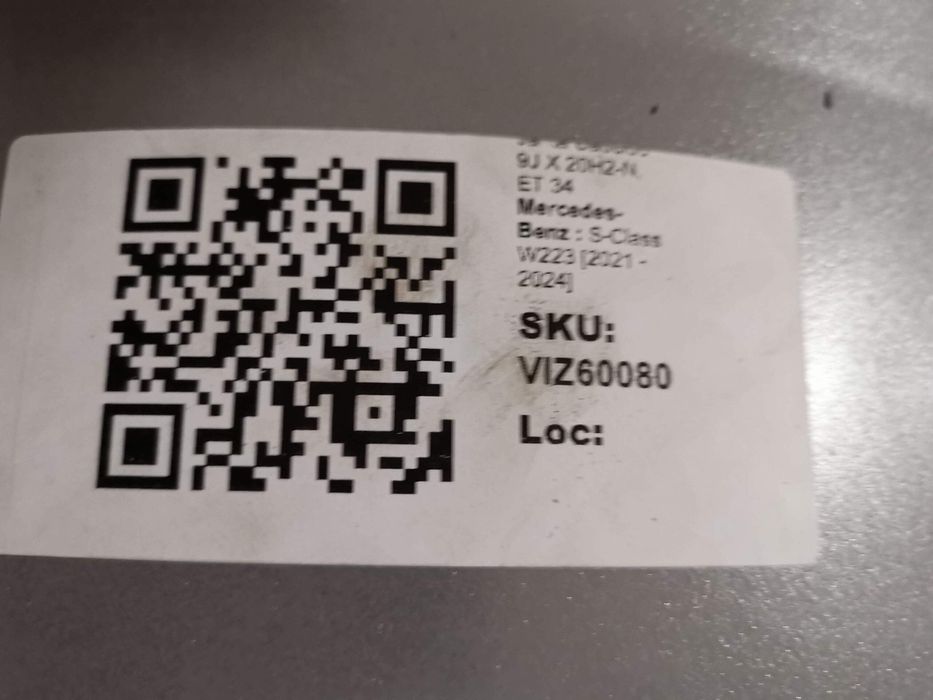 9J X 20H2-N,
ET 34
Mercedes-
Benz : S-Class
W223 [2021 -
2024]
SKU:
VIZ60080
Loc: